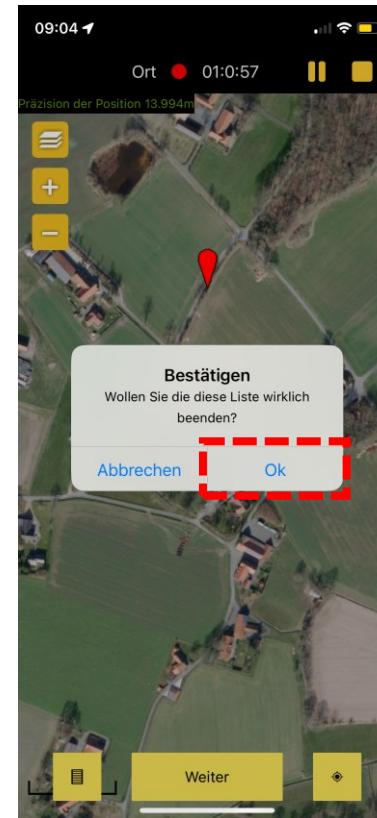 09:04
Ort 01:0:57
Präzision der Position 13.994m
+
−
Bestätigen
Wollen Sie die diese Liste wirklich
beenden?
Abbrechen Ok
Weiter